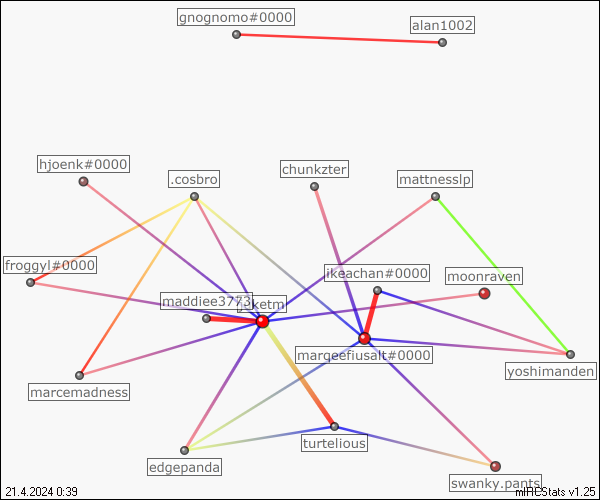 gnognomo#0000
alan1002
hjoenk#0000
.cosbro
chunkzter
mattnesslp
froggyl#0000
ikeachan#0000
moonraven
maddiee3773
marqeefiusalt#0000
yoshimanden
marcemadness
turtelious
edgepanda
swanky.pants
21.4.2024 0:39
mIRCStats v1.25